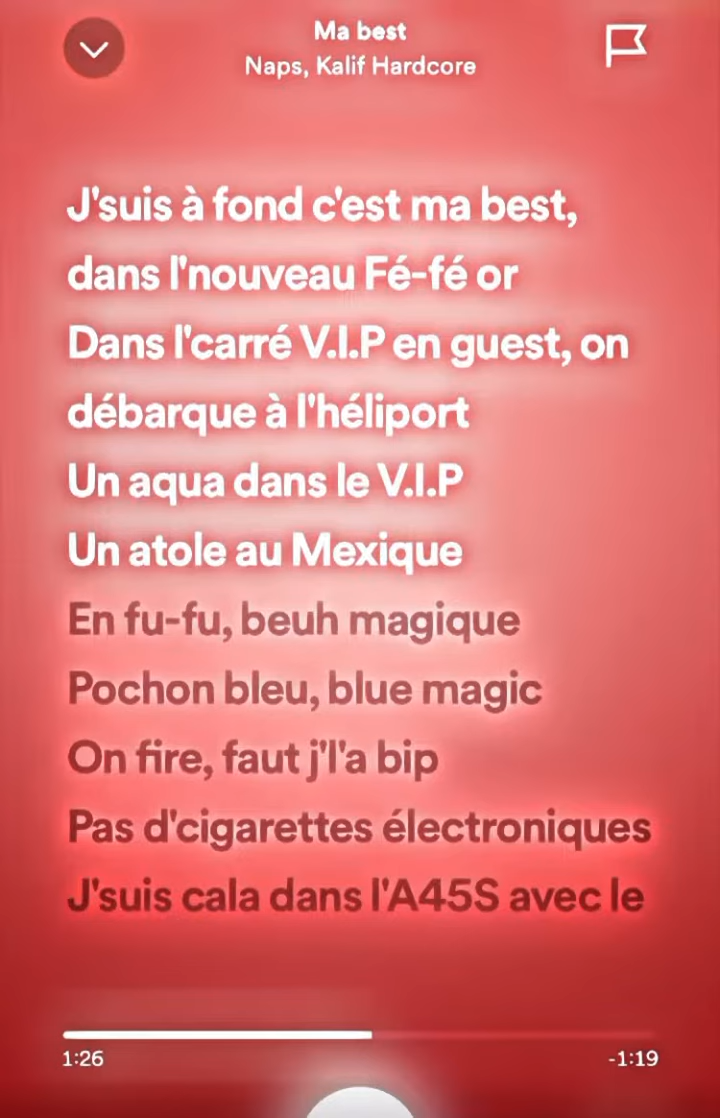 Ma best
Naps, Kalif Hardcore
J'suis à fond c'est ma best,
dans l'nouveau Fé-fé or
Dans l'carré V.I.P en guest, on
débarque à l'héliport
Un aqua dans le V.I.P
Un atole au Mexique
En fu-fu, beuh magique
Pochon bleu, blue magic
On fire, faut j'l'a bip
Pas d'cigarettes électroniques
J'suis cala dans l'A45S avec le
1:26
-1:19